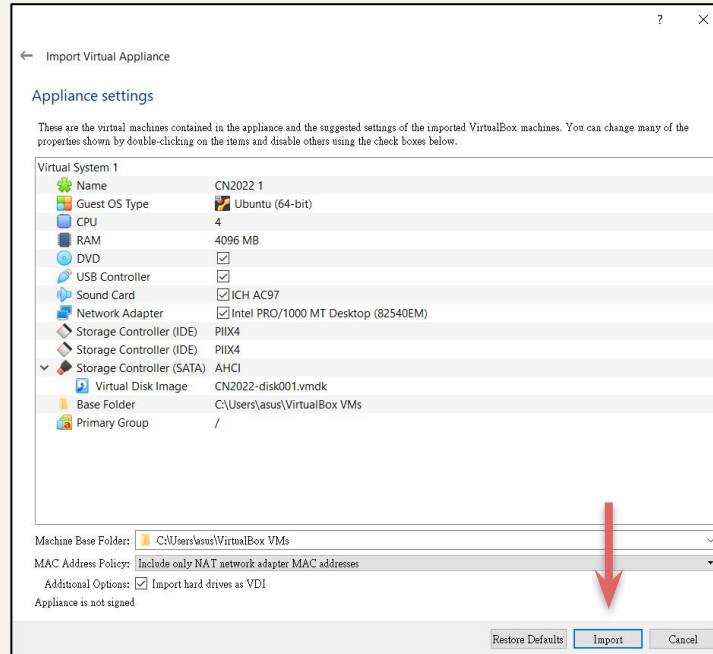 ?
Import Virtual Appliance
Appliance settings
These are the virtual machines contained in the appliance and the suggested settings of the imported VirtualBox machines. You can change many of the
properties shown by double-clicking on the items and disable others using the check boxes below.
Virtual System 1
Name CN2022 1
Guest OS Type Ubuntu (64-bit)
CPU 4
RAM 4096 MB
DVD
USB Controller
Sound Card ICH AC97
Network Adapter Intel PRO/1000 MT Desktop (82540EM)
Storage Controller (IDE) PIIX4
Storage Controller (IDE) PIIX4
Storage Controller (SATA) AHCI
Virtual Disk Image CN2022-disk001.vmdk
Base Folder C:\Users\asus\VirtualBox VMs
Primary Group /
Machine Base Folder: C:\Users\asus\VirtualBox VMs
MAC Address Policy: Include only NAT network adapter MAC addresses
Additional Options: Import hard drives as VDI
Appliance is not signed
Restore Defaults Import Cancel